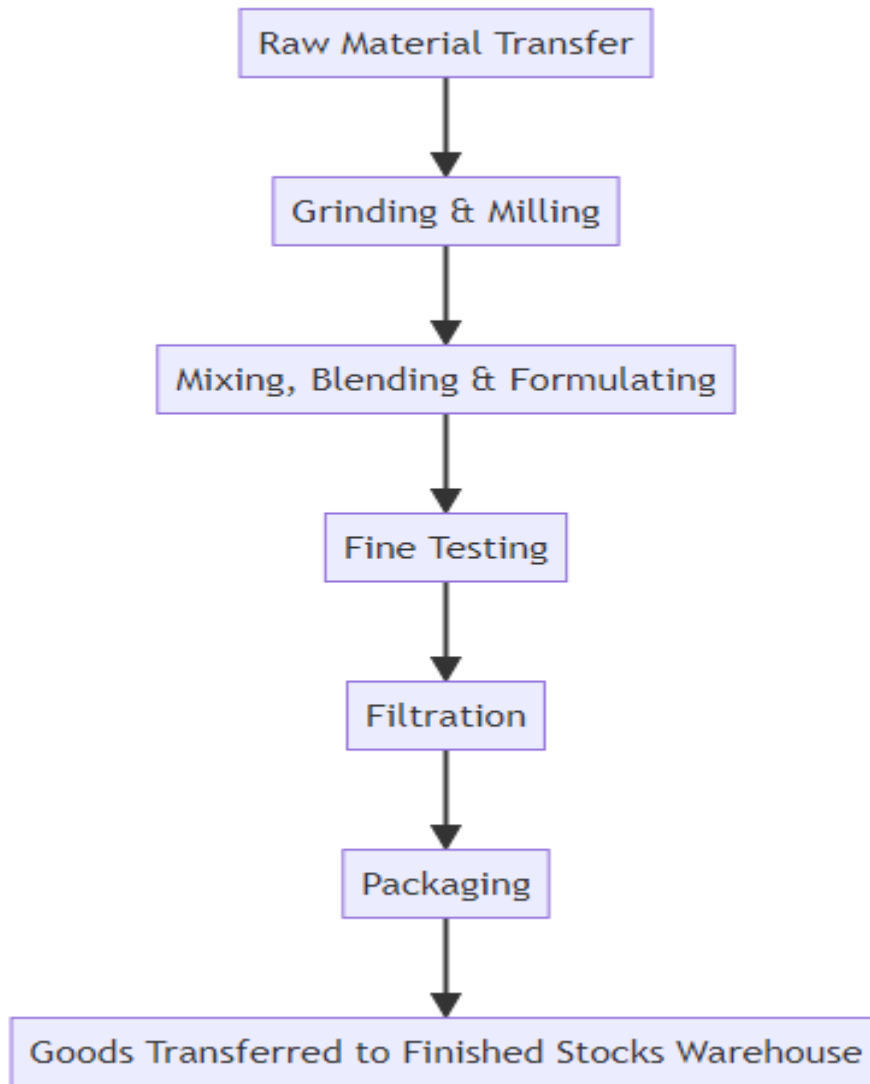 Raw Material Transfer
Grinding & Milling
Mixing, Blending & Formulating
Fine Testing
Filtration
Packaging
Goods Transferred to Finished Stocks Warehouse